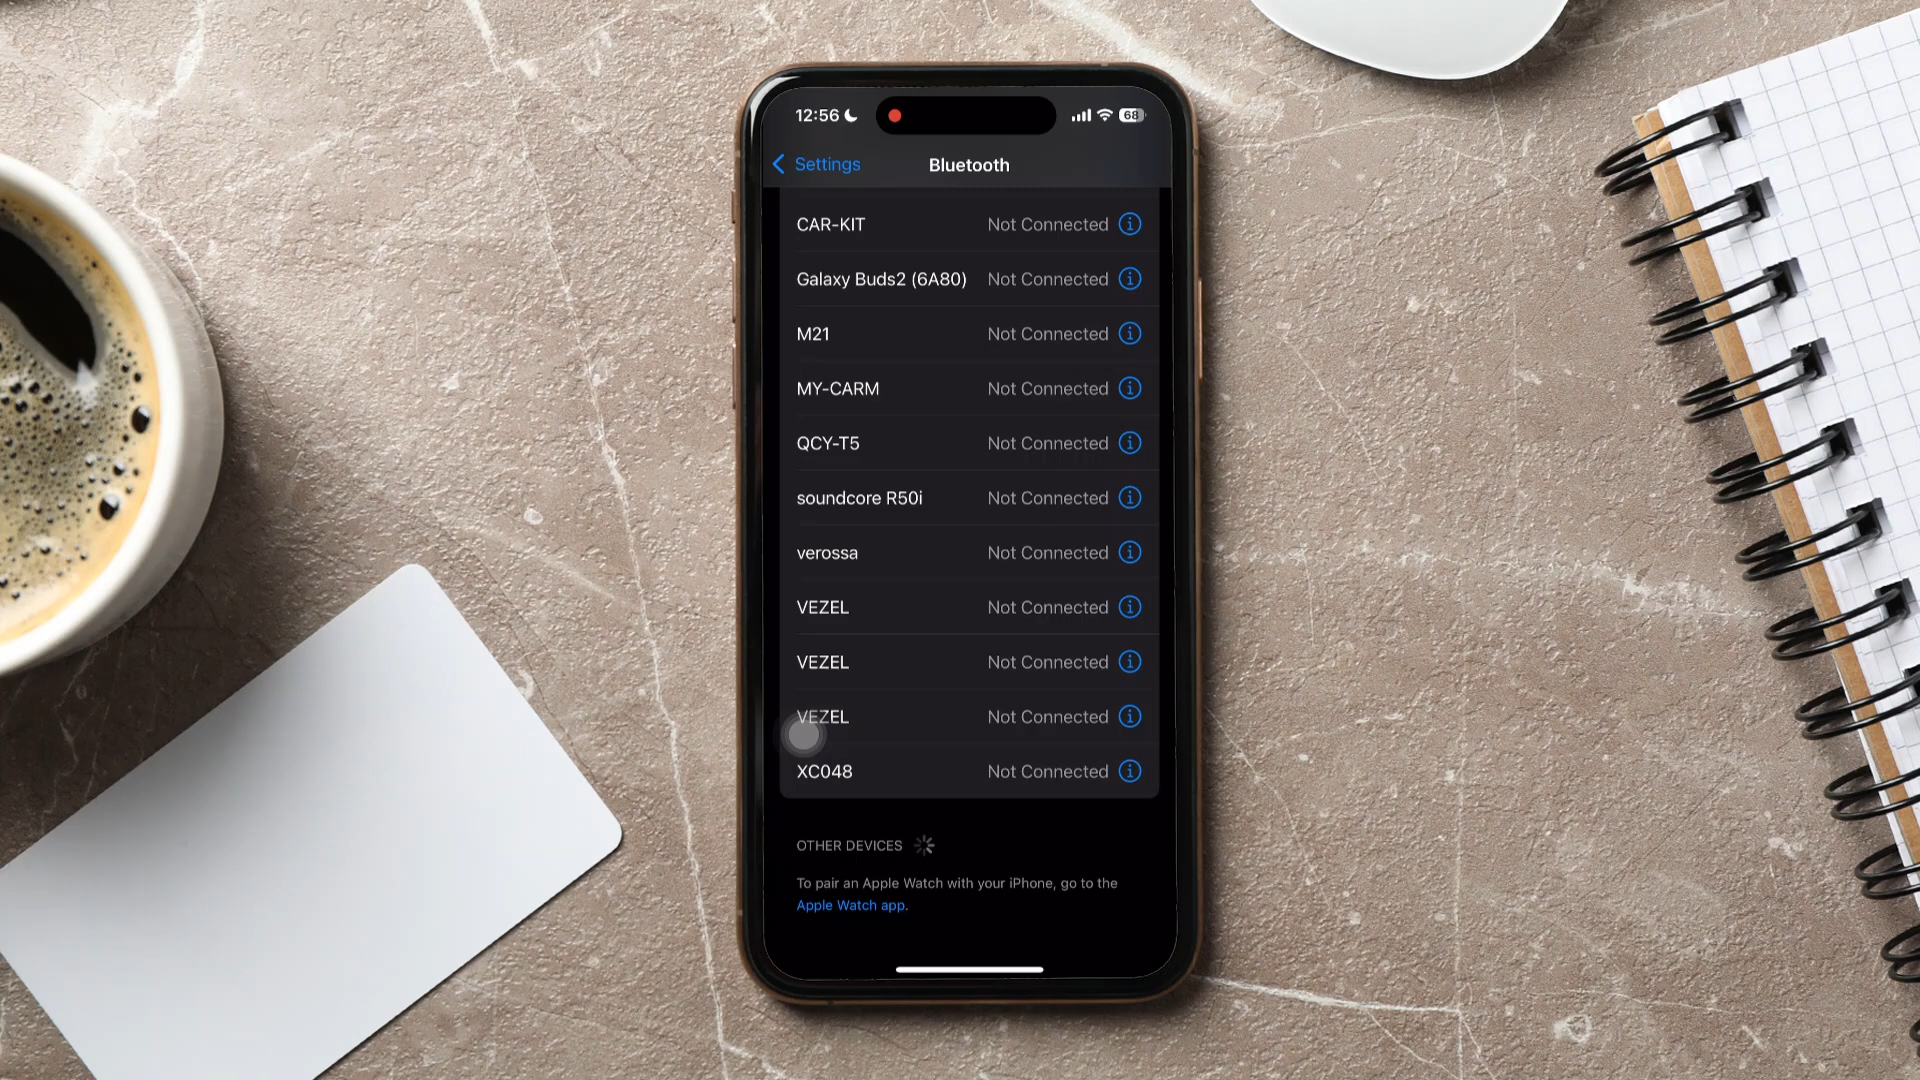 12:56
68
Settings
Bluetooth
CAR-KIT Not Connected
Galaxy Buds2 (6A80) Not Connected
M21 Not Connected
MY-CARM Not Connected
QCY-T5 Not Connected
soundcore R50i Not Connected
verossa Not Connected
VEZEL Not Connected
VEZEL Not Connected
VEZEL Not Connected
XC048 Not Connected
OTHER DEVICES
To pair an Apple Watch with your iPhone, go to the
Apple Watch app.